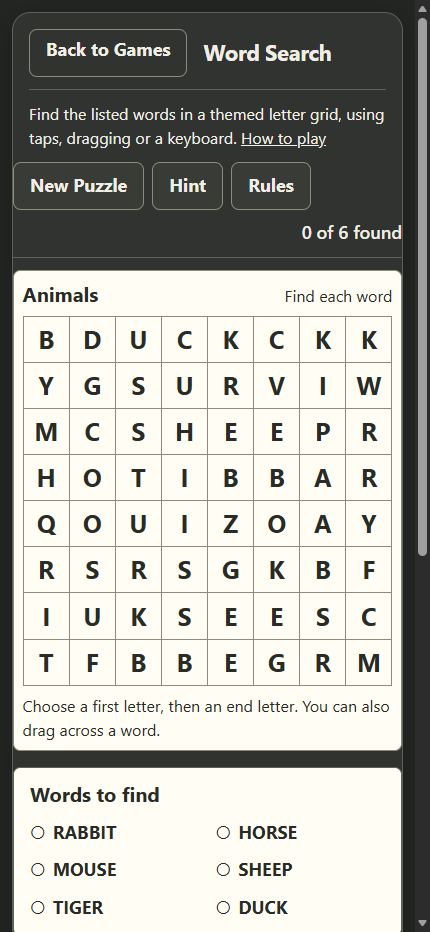 Back to Games Word Search
Find the listed words in a themed letter grid, using
taps, dragging or a keyboard. How to play
New Puzzle Hint Rules
0 of 6 found
Animals Find each word
B D U C K C K K
Y G S U R V I W
M C S H E E P R
H O T I B B A R
Q O U I Z O A Y
R S R S G K B F
I U K S E E S C
T F B B E G R M
Choose a first letter, then an end letter. You can also
drag across a word.
Words to find
RABBIT HORSE
MOUSE SHEEP
TIGER DUCK